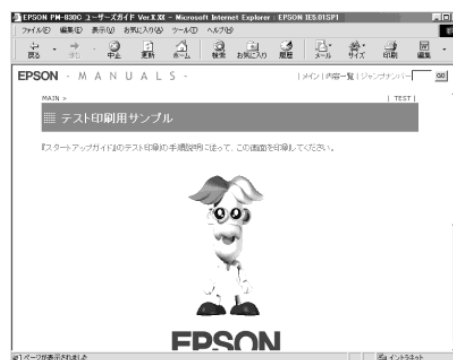 EPSON PM-830C ユーザーズガイド Ver.X.XX - Microsoft Internet Explorer : EPSON IE5.01SP1
ファイル(F) 編集(E) 表示(V) お気に入り(A) ツール(T) ヘルプ(H)
戻る 進む 中止 更新 ホーム 検索 お気に入り 履歴 メール サイズ 印刷 編集
EPSON - MANUALS -
| メイン | 内容一覧 | ジャンプナンバー GO
MAIN >
| TEST |
テスト印刷用サンプル
『スタートアップガイド』のテスト印刷の手順説明に従って、この画面を印刷してください。
EPSON
ページが表示されました
イントラネット